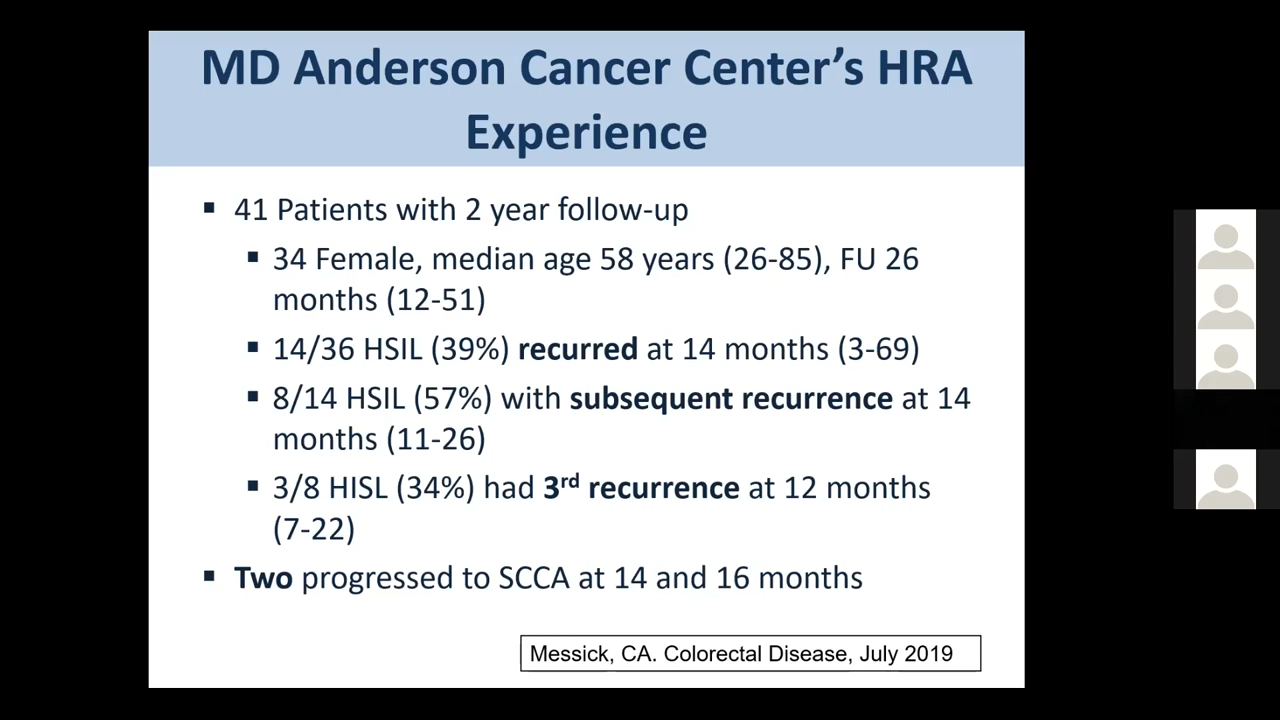 MD Anderson Cancer Center’s HRA
Experience
▪ 41 Patients with 2 year follow-up
▪ 34 Female, median age 58 years (26-85), FU 26
months (12-51)
▪ 14/36 HSIL (39%) recurred at 14 months (3-69)
▪ 8/14 HSIL (57%) with subsequent recurrence at 14
months (11-26)
▪ 3/8 HISL (34%) had 3rd recurrence at 12 months
(7-22)
▪ Two progressed to SCCA at 14 and 16 months
Messick, CA. Colorectal Disease, July 2019